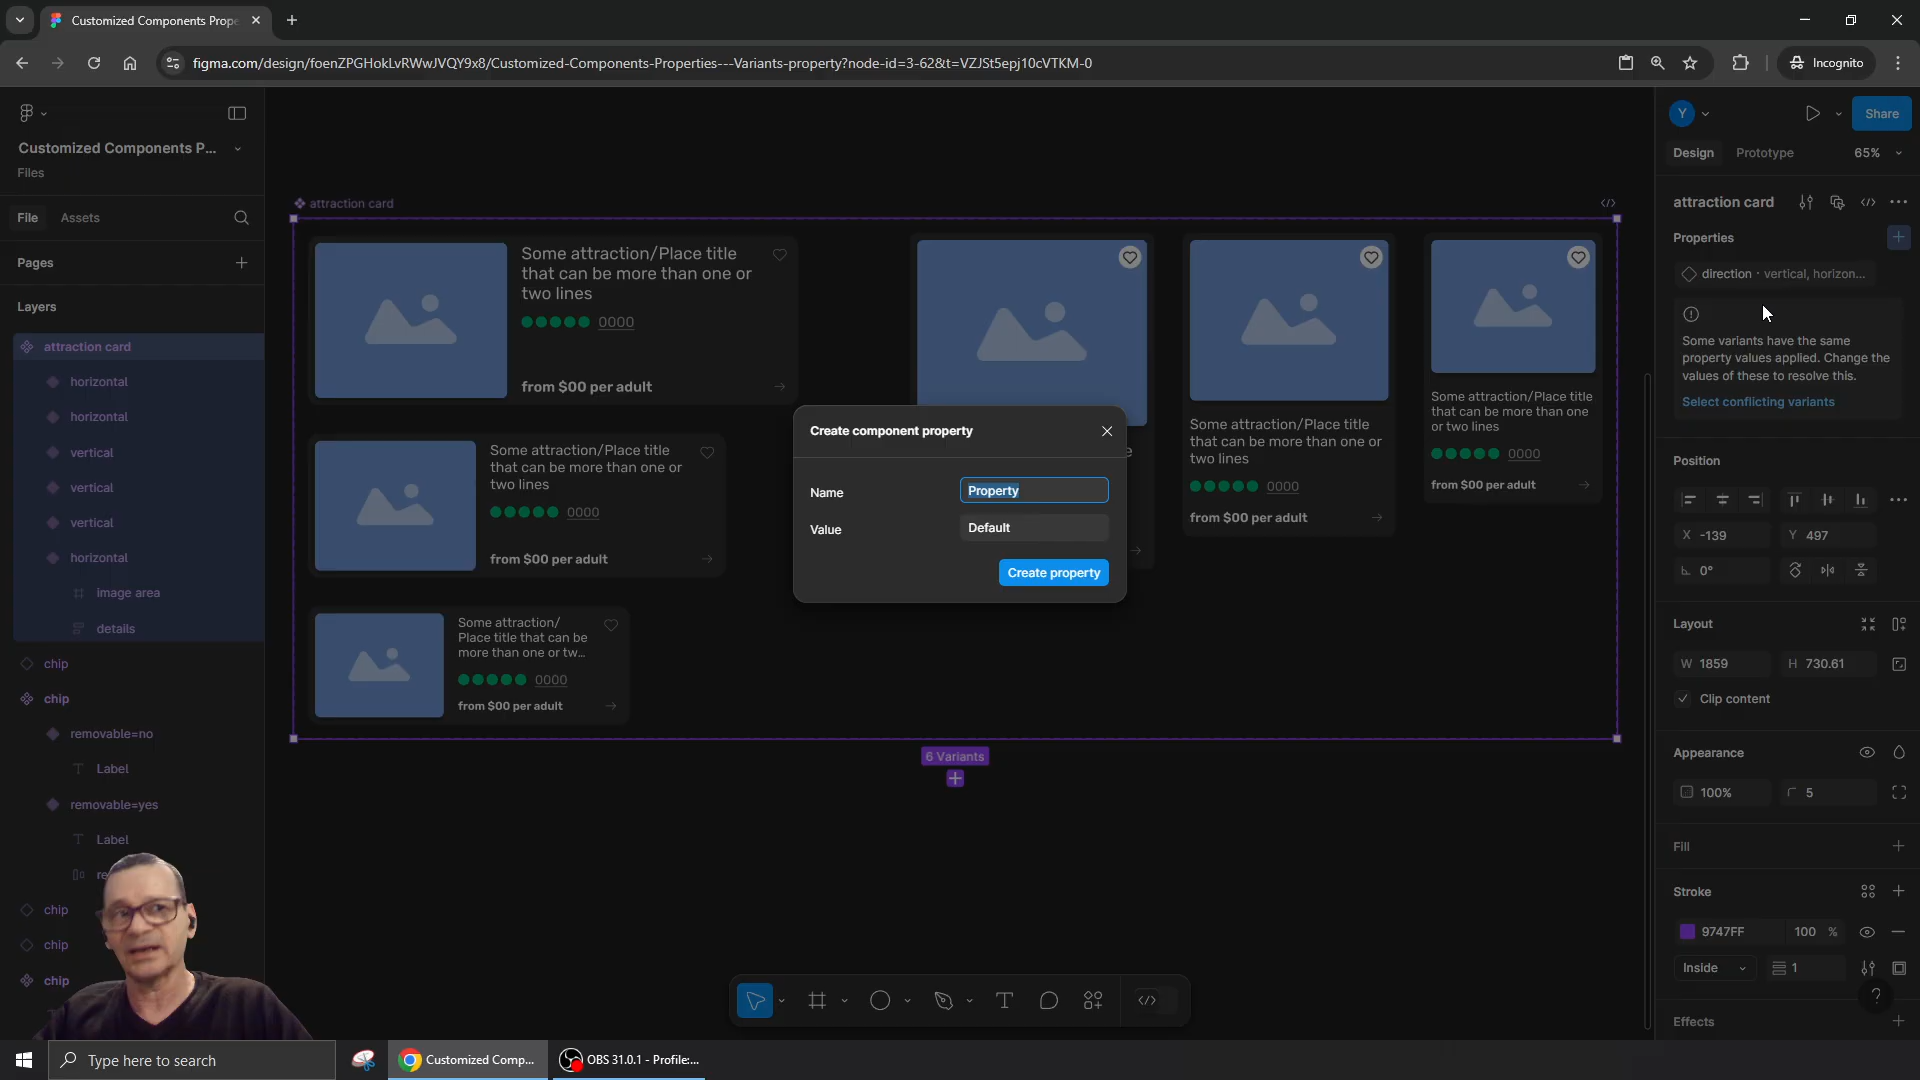 Customized Components Prope
figma.com/design/foenZPGHokLvRWwJVQY9x8/Customized-Components-Properties---Variants-property?node-id=3-62&t=VZJSt5epj10cVTKM-0
Incognito
Customized Components P...
Files
File
Assets
Pages
Layers
attraction card
horizontal
horizontal
vertical
vertical
vertical
horizontal
image area
details
chip
chip
removable=no
Label
removable=yes
Label
re
chip
chip
chip
attraction card
</>
Some attraction/Place title
that can be more than one or
two lines
0000
from $00 per adult
Some attraction/Place title
that can be more than one or
two lines
0000
from $00 per adult
Some attraction/
Place title that can be
more than one or tw...
0000
from $00 per adult
e
Some attraction/Place title
that can be more than one or
two lines
0000
from $00 per adult
Some attraction/Place title
that can be more than one
or two lines
0000
from $00 per adult
Create component property
Name
Property
Value
Default
Create property
6 Variants
Y
Share
Design
Prototype
65%
attraction card
</>
Properties
direction · vertical, horizon...
Some variants have the same
property values applied. Change the
values of these to resolve this.
Select conflicting variants
Position
X -139
Y 497
0°
Layout
W 1859
H 730.61
Clip content
Appearance
100%
5
Fill
Stroke
9747FF
100 %
Inside
1
?
Effects
T
</>
Type here to search
Customized Comp...
OBS 31.0.1 - Profile:...